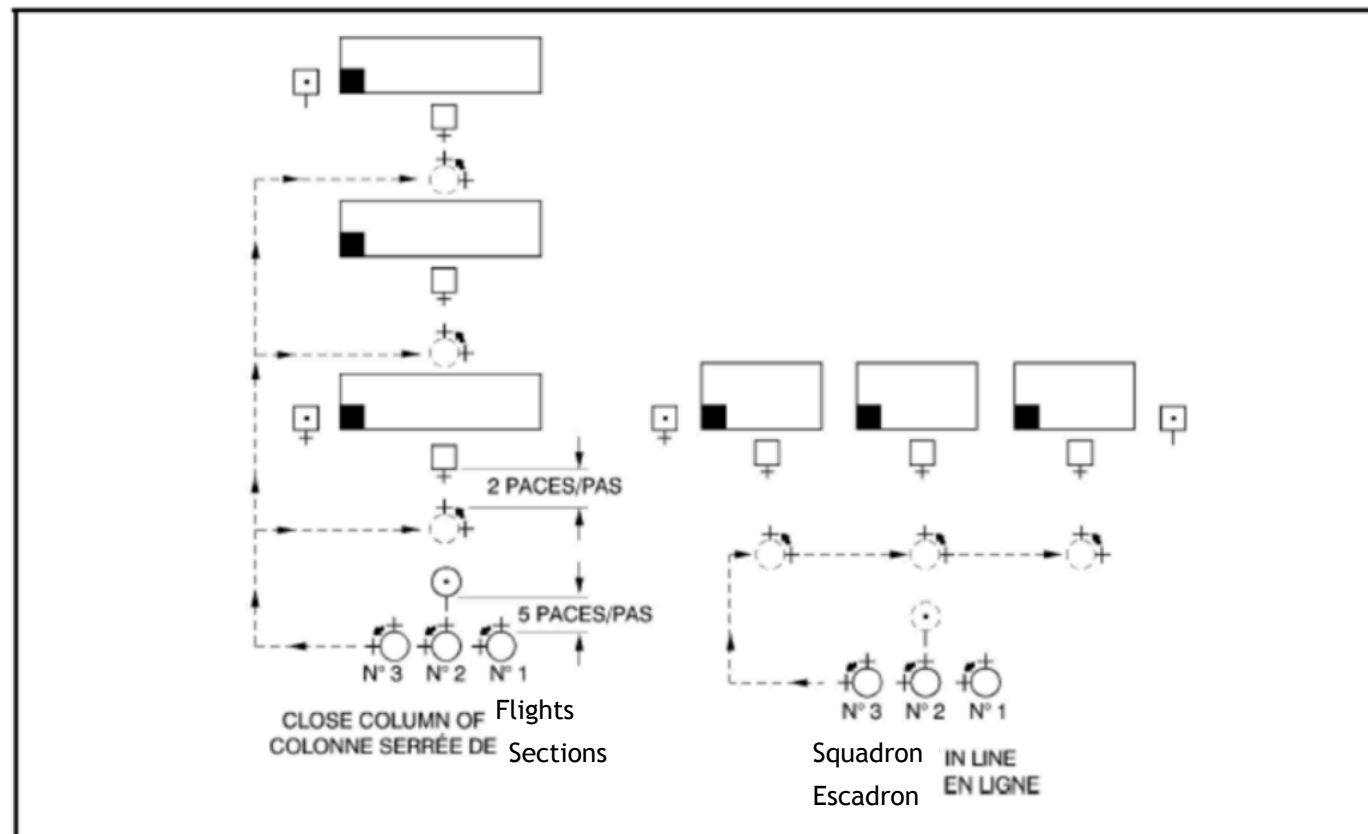 2 PACES/PAS
5 PACES/PAS
N° 3 N° 2 N° 1
CLOSE COLUMN OF Flights
COLONNE SERRÉE DE Sections
N° 3 N° 2 N° 1
Squadron IN LINE
Escadron EN LIGNE